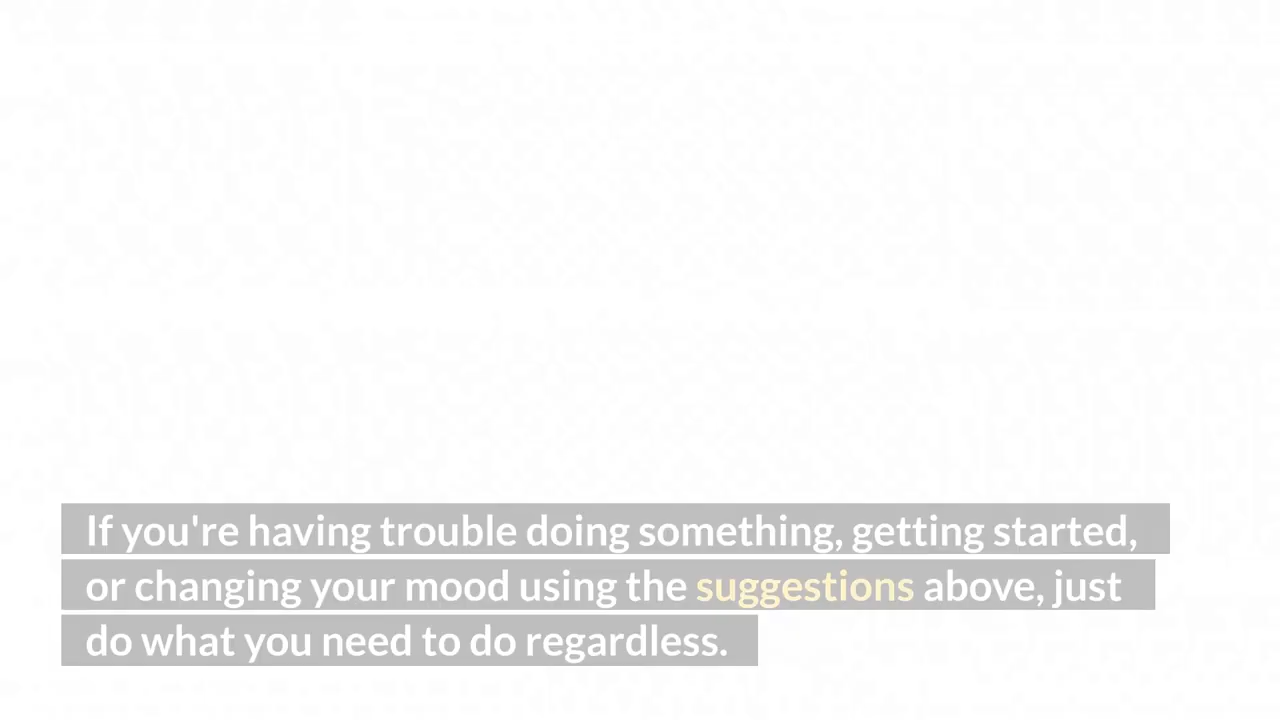 If you're having trouble doing something, getting started,
or changing your mood using the suggestions above, just
do what you need to do regardless.